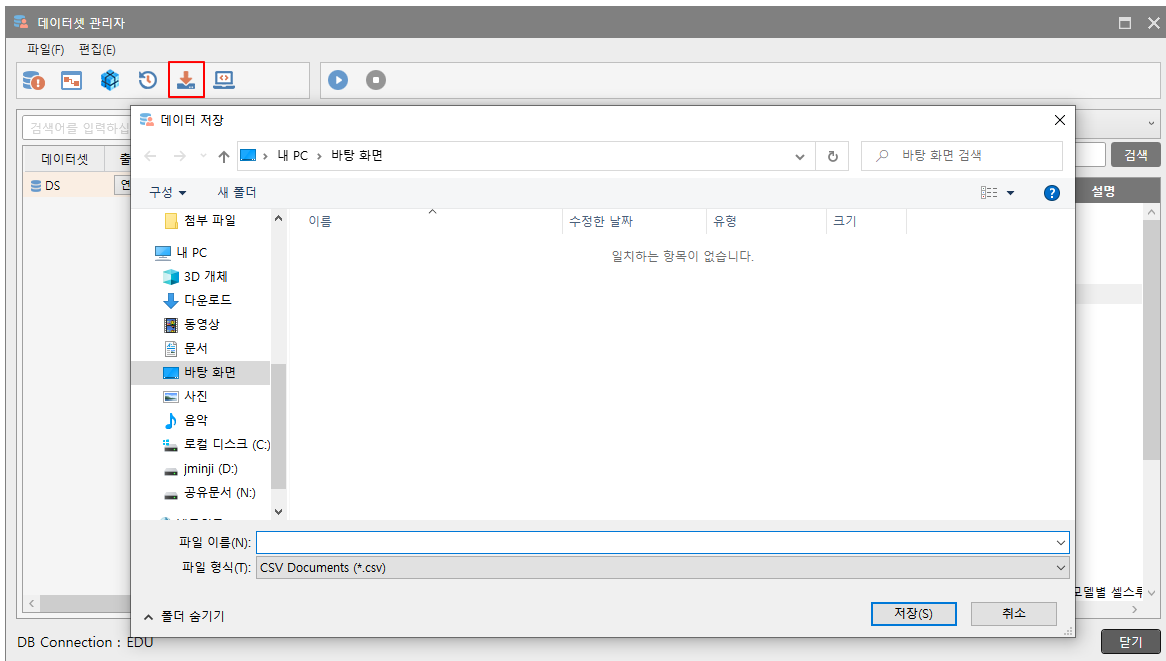 데이터셋 관리자
파일(F) 편집(E)
데이터 저장
검색어를 입력하십
내 PC > 바탕 화면
바탕 화면 검색
검색
데이터셋
DS
구성
새 폴더
설명
이름
수정한 날짜
유형
크기
일치하는 항목이 없습니다.
첨부 파일
내 PC
3D 개체
다운로드
동영상
문서
바탕 화면
사진
음악
로컬 디스크 (C:)
jminji (D:)
공유문서 (N:)
파일 이름(N):
파일 형식(T): CSV Documents (*.csv)
모델별 셀스루
폴더 숨기기
저장(S)
취소
DB Connection : EDU
닫기